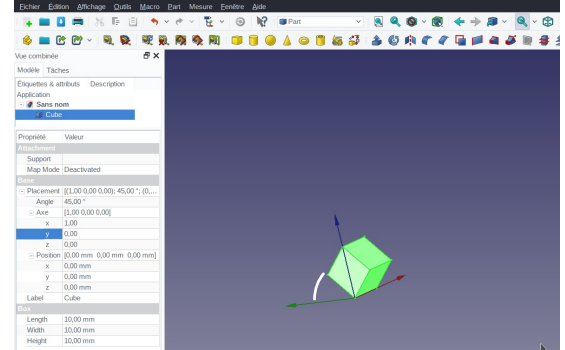 Fichier Édition Affichage Outils Macro Part Mesure Fenêtre Aide
Part
Vue combinée
Modèle Tâches
Étiquettes & attributs Description
Application
Sans nom
Cube
Propriété Valeur
Attachment
Support
Map Mode Deactivated
Base
Placement [(1,00 0,00 0,00); 45,00 °; (0,...
Angle 45,00 °
Axe [1,00 0,00 0,00]
x 1,00
y 0,00
z 0,00
Position [0,00 mm 0,00 mm 0,00 mm]
x 0,00 mm
y 0,00 mm
z 0,00 mm
Label Cube
Box
Length 10,00 mm
Width 10,00 mm
Height 10,00 mm